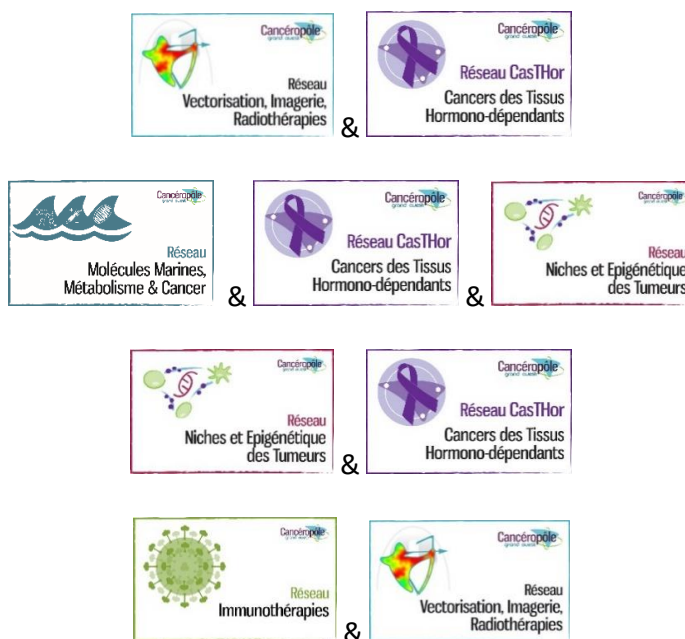 Cancéropôle
grand ouest
Réseau
Vectorisation, Imagerie,
Radiothérapies
&
Cancéropôle
grand ouest
Réseau CasTHor
Cancers des Tissus
Hormono-dépendants
Cancéropôle
grand ouest
Réseau
Molécules Marines,
Métabolisme & Cancer
&
Cancéropôle
grand ouest
Réseau CasTHor
Cancers des Tissus
Hormono-dépendants
&
Cancéropôle
grand ouest
Réseau
Niches et Epigénétique
des Tumeurs
Cancéropôle
grand ouest
Réseau
Niches et Epigénétique
des Tumeurs
&
Cancéropôle
grand ouest
Réseau CasTHor
Cancers des Tissus
Hormono-dépendants
Cancéropôle
grand ouest
Réseau
Immunothérapies
&
Cancéropôle
grand ouest
Réseau
Vectorisation, Imagerie,
Radiothérapies